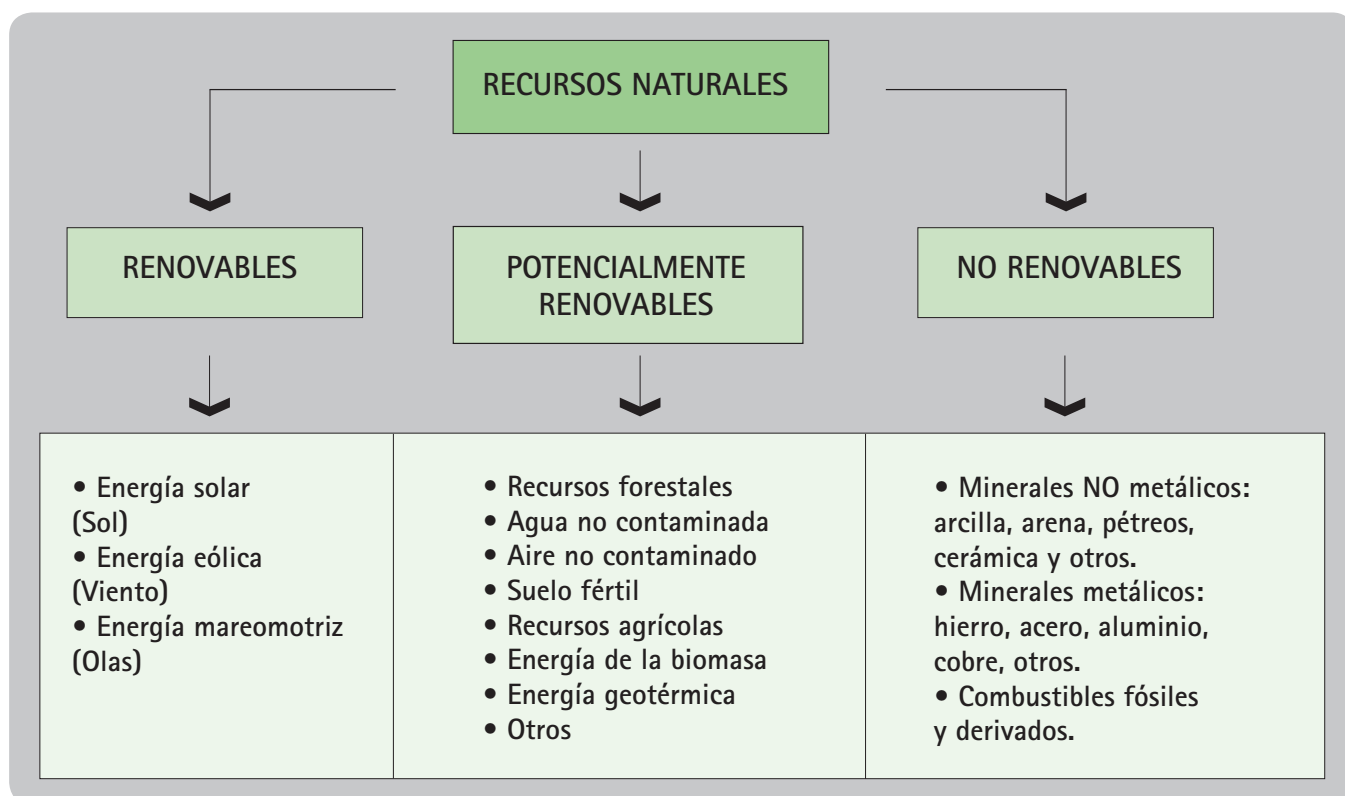 RECURSOS NATURALES
RENOVABLES
POTENCIALMENTE
RENOVABLES
NO RENOVABLES
• Energía solar
(Sol)
• Energía eólica
(Viento)
• Energía mareomotriz
(Olas)
• Recursos forestales
• Agua no contaminada
• Aire no contaminado
• Suelo fértil
• Recursos agrícolas
• Energía de la biomasa
• Energía geotérmica
• Otros
• Minerales NO metálicos:
arcilla, arena, pétreos,
cerámica y otros.
• Minerales metálicos:
hierro, acero, aluminio,
cobre, otros.
• Combustibles fósiles
y derivados.